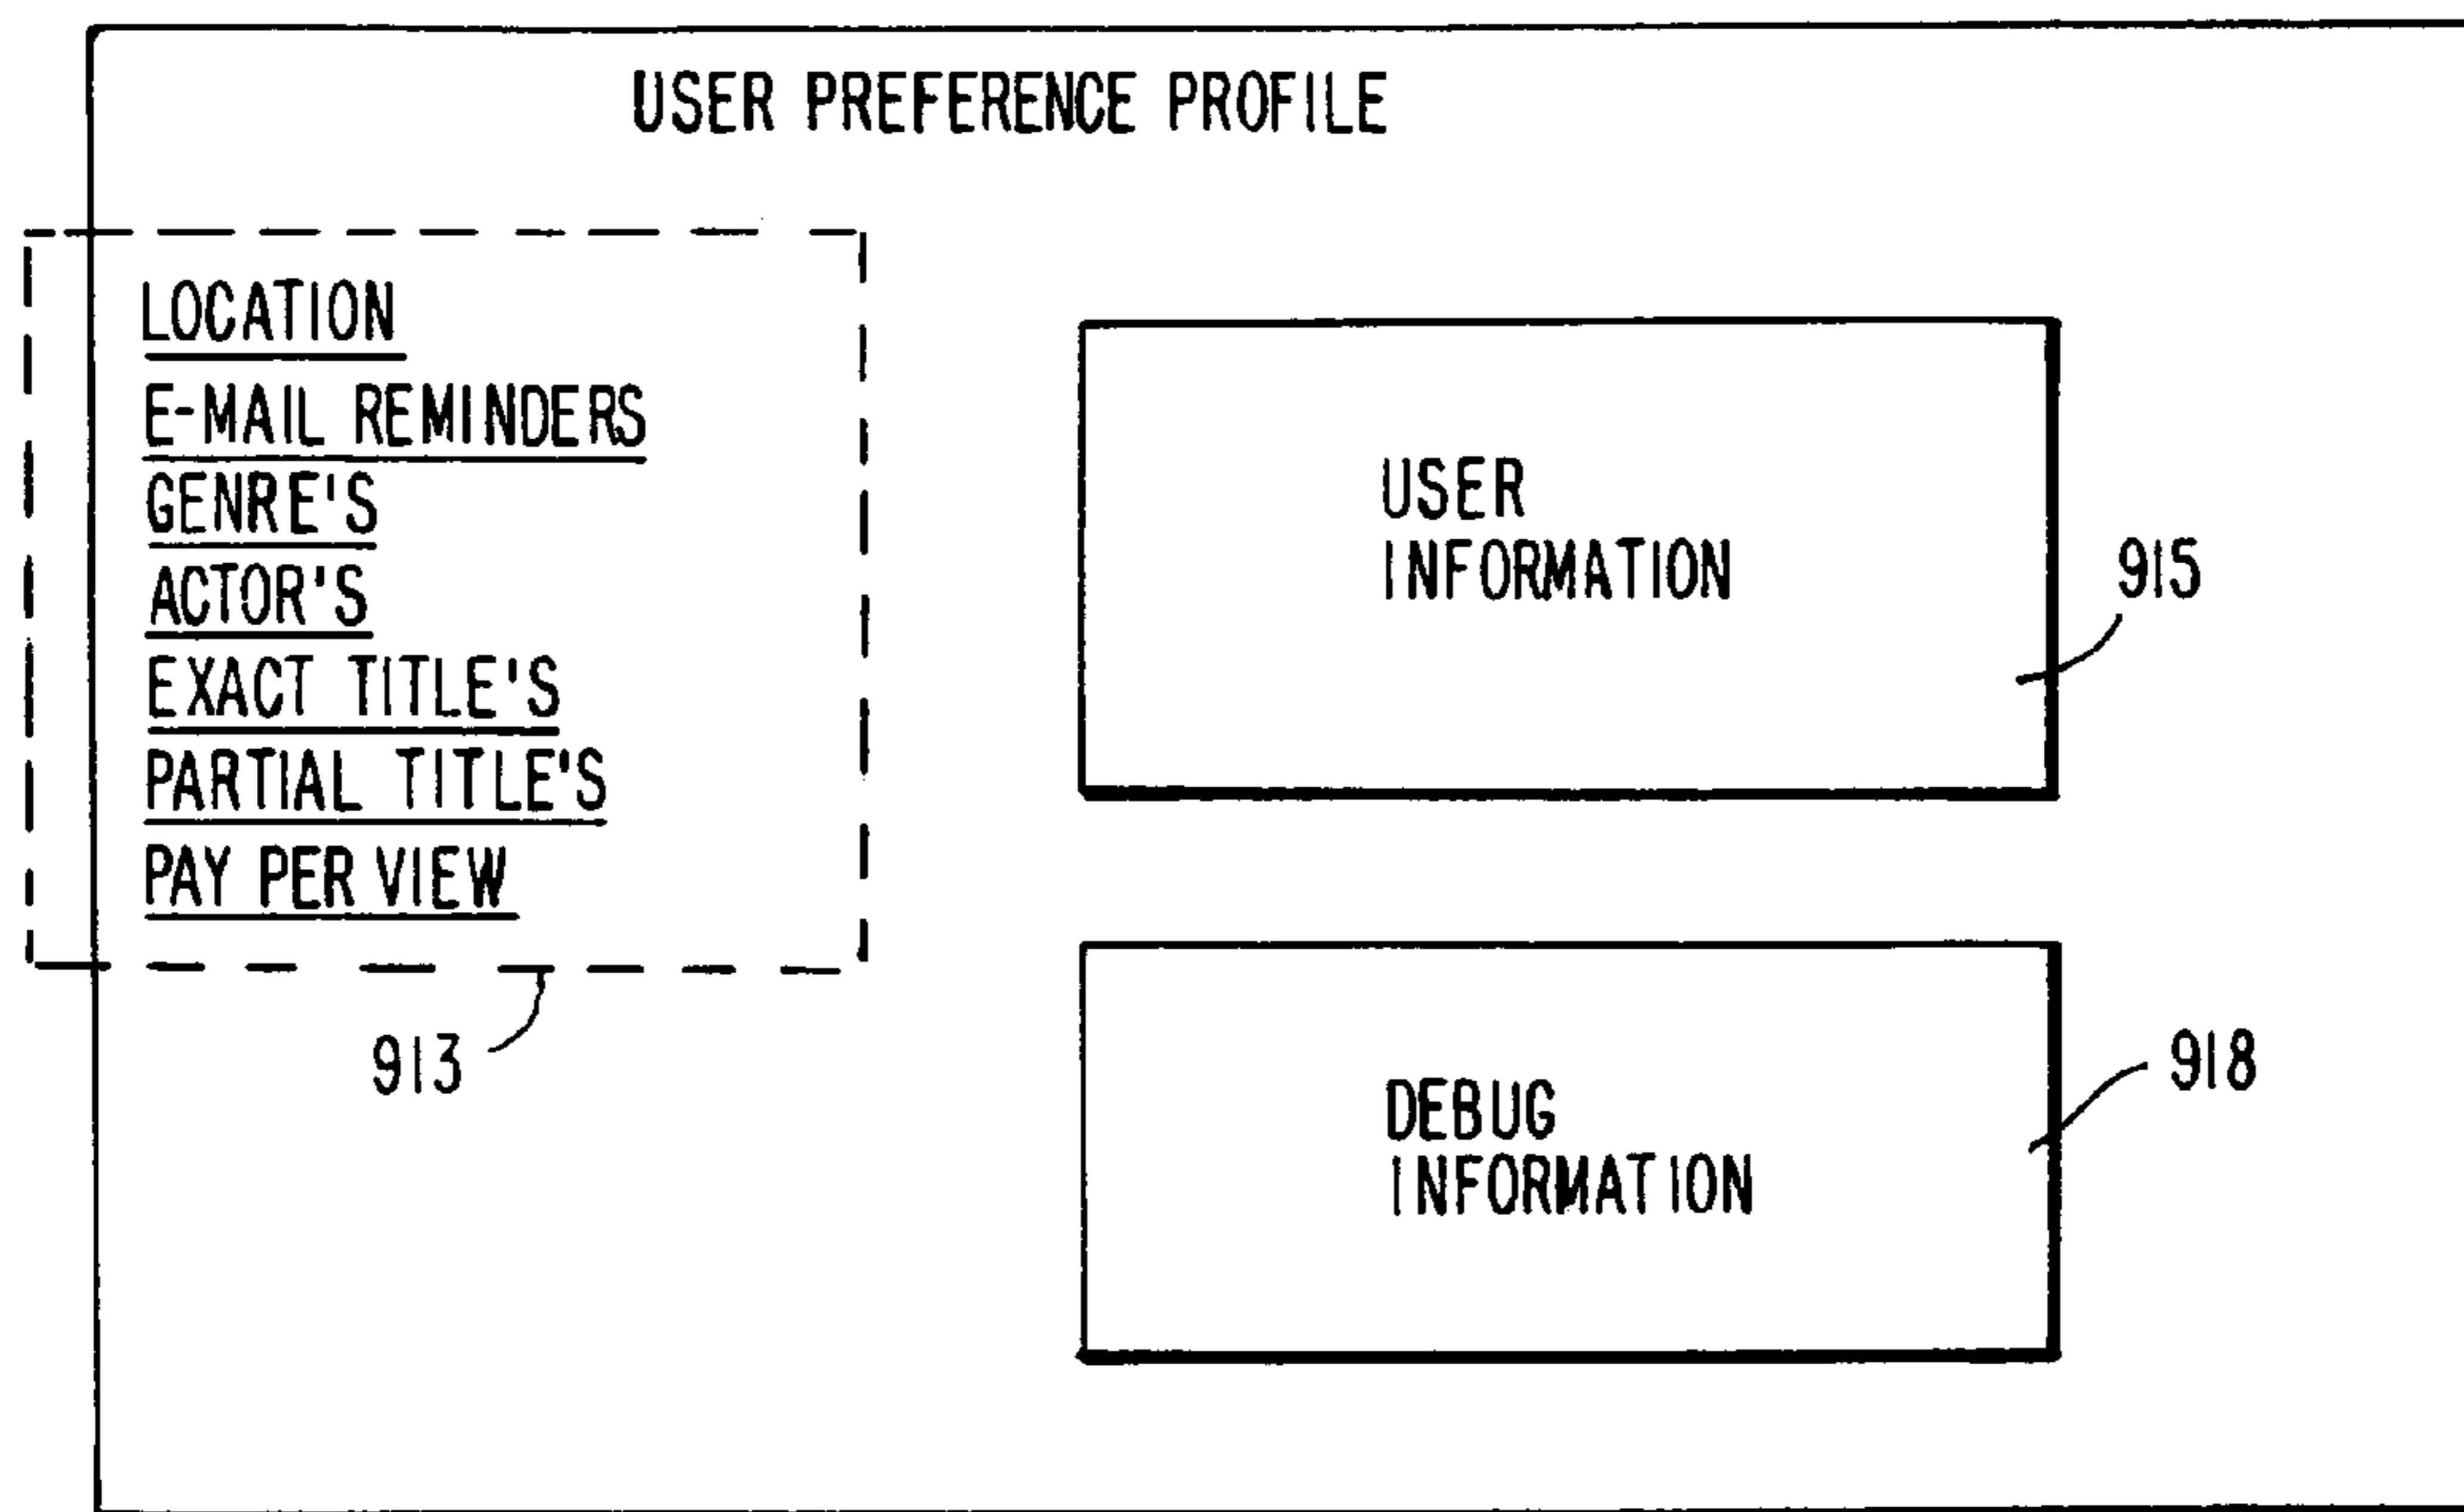 USER PREFERENCE PROFILE
LOCATION
E-MAIL REMINDERS
GENRE'S
ACTOR'S
EXACT TITLE'S
PARTIAL TITLE'S
PAY PER VIEW
913
USER
INFORMATION
915
DEBUG
INFORMATION
918